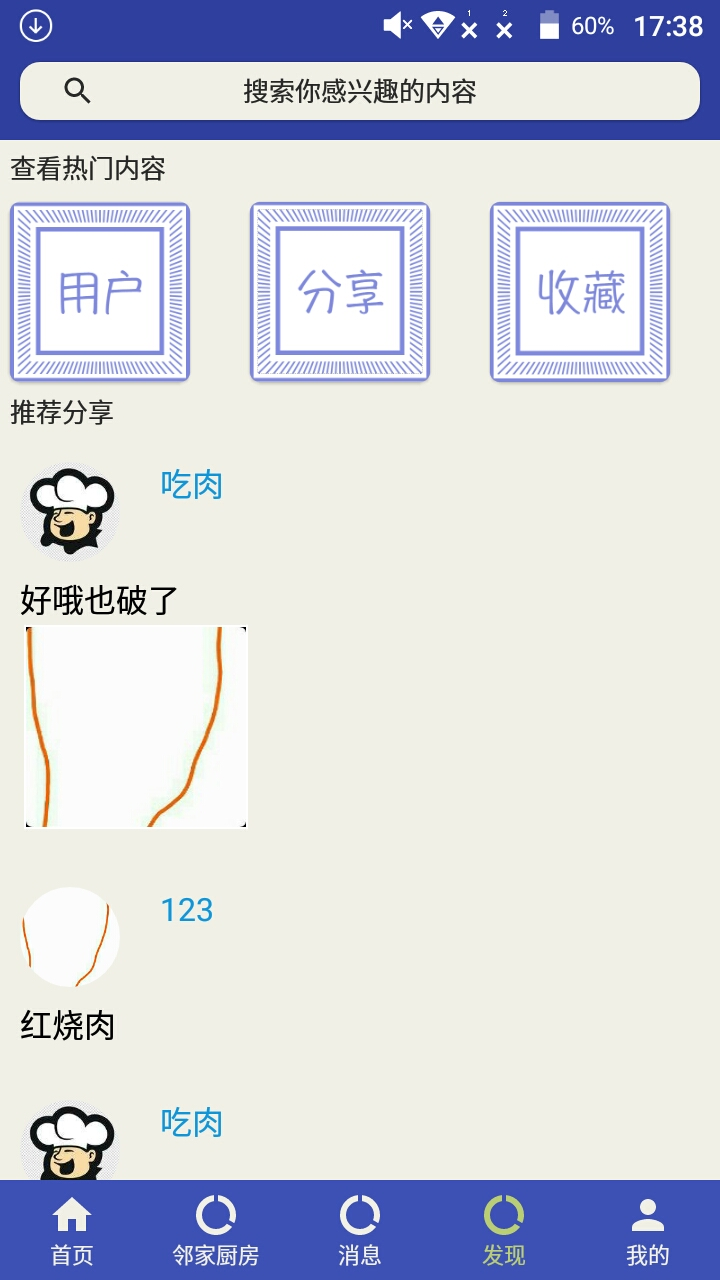 1 2 60% 17:38
搜索你感兴趣的内容
查看热门内容
用户 分享 收藏
推荐分享
吃肉
好哦也破了
123
红烧肉
吃肉
首页 邻家厨房 消息 发现 我的